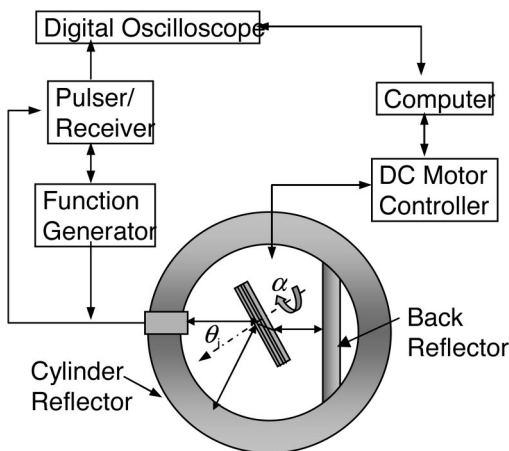 Digital Oscilloscope
Pulser/
Receiver
Computer
Function
Generator
DC Motor
Controller
α
θi
Back
Reflector
Cylinder
Reflector